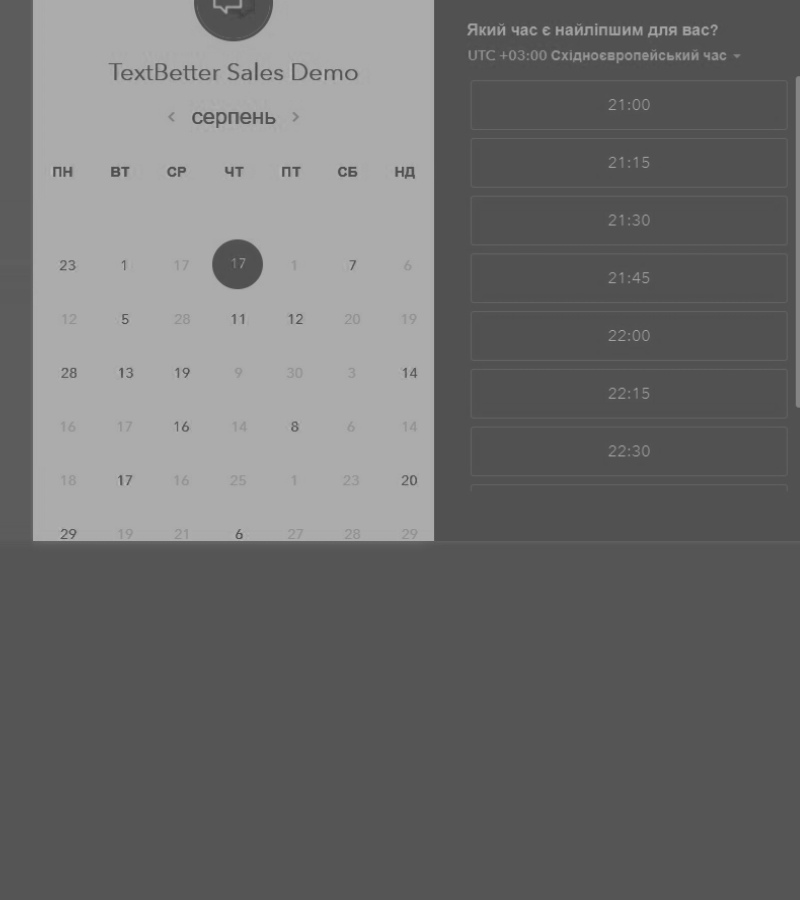 TextBetter Sales Demo
серпень
ПН ВТ СР ЧТ ПТ СБ НД
23 1 17 17 1 7 6
12 5 28 11 12 20 19
28 13 19 9 30 3 14
16 17 16 14 8 6 14
18 17 16 25 1 23 20
29 19 21 6 27 28 29
Який час є найліпшим для вас?
UTC +03:00 Східноєвропейський час
21:00
21:15
21:30
21:45
22:00
22:15
22:30